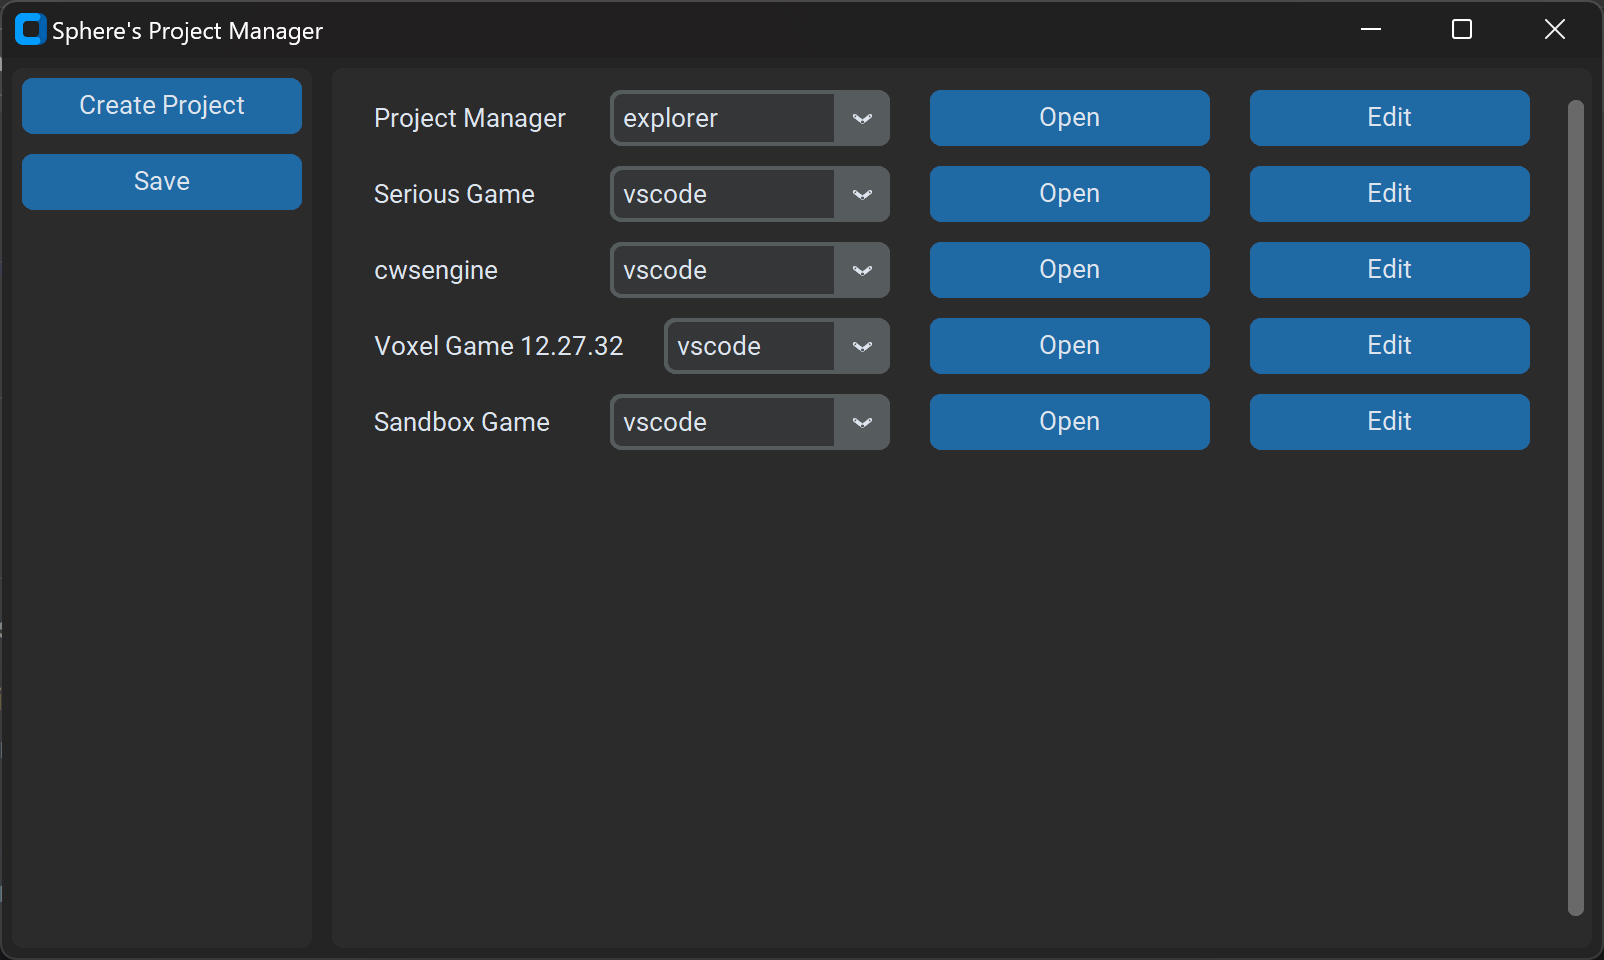 Sphere's Project Manager
Create Project
Save
Project Manager explorer Open Edit
Serious Game vscode Open Edit
cwsengine vscode Open Edit
Voxel Game 12.27.32 vscode Open Edit
Sandbox Game vscode Open Edit